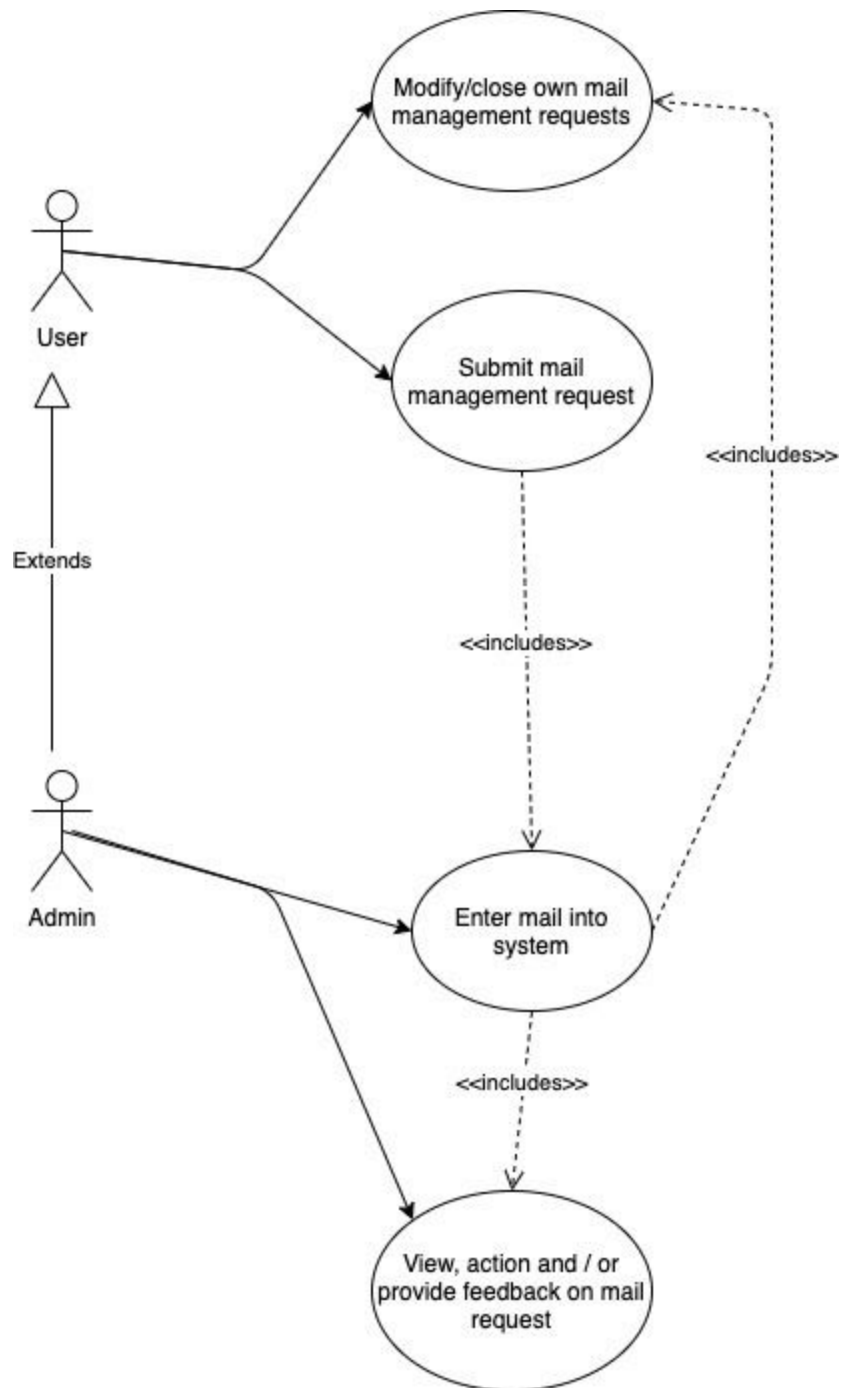 Modify/close own mail
management requests
User
Submit mail
management request
<<includes>>
Extends
<<includes>>
Admin
Enter mail into
system
<<includes>>
View, action and / or
provide feedback on mail
request